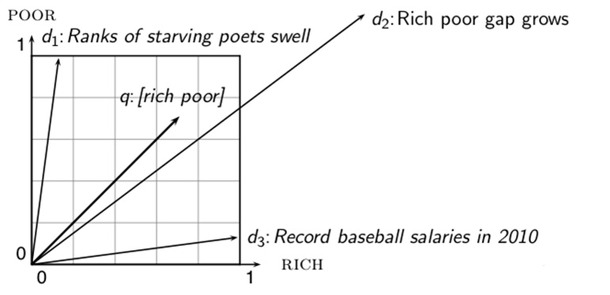 POOR
1
d₁: Ranks of starving poets swell
d₂: Rich poor gap grows
q: [rich poor]
d₃: Record baseball salaries in 2010
0
RICH
0
1